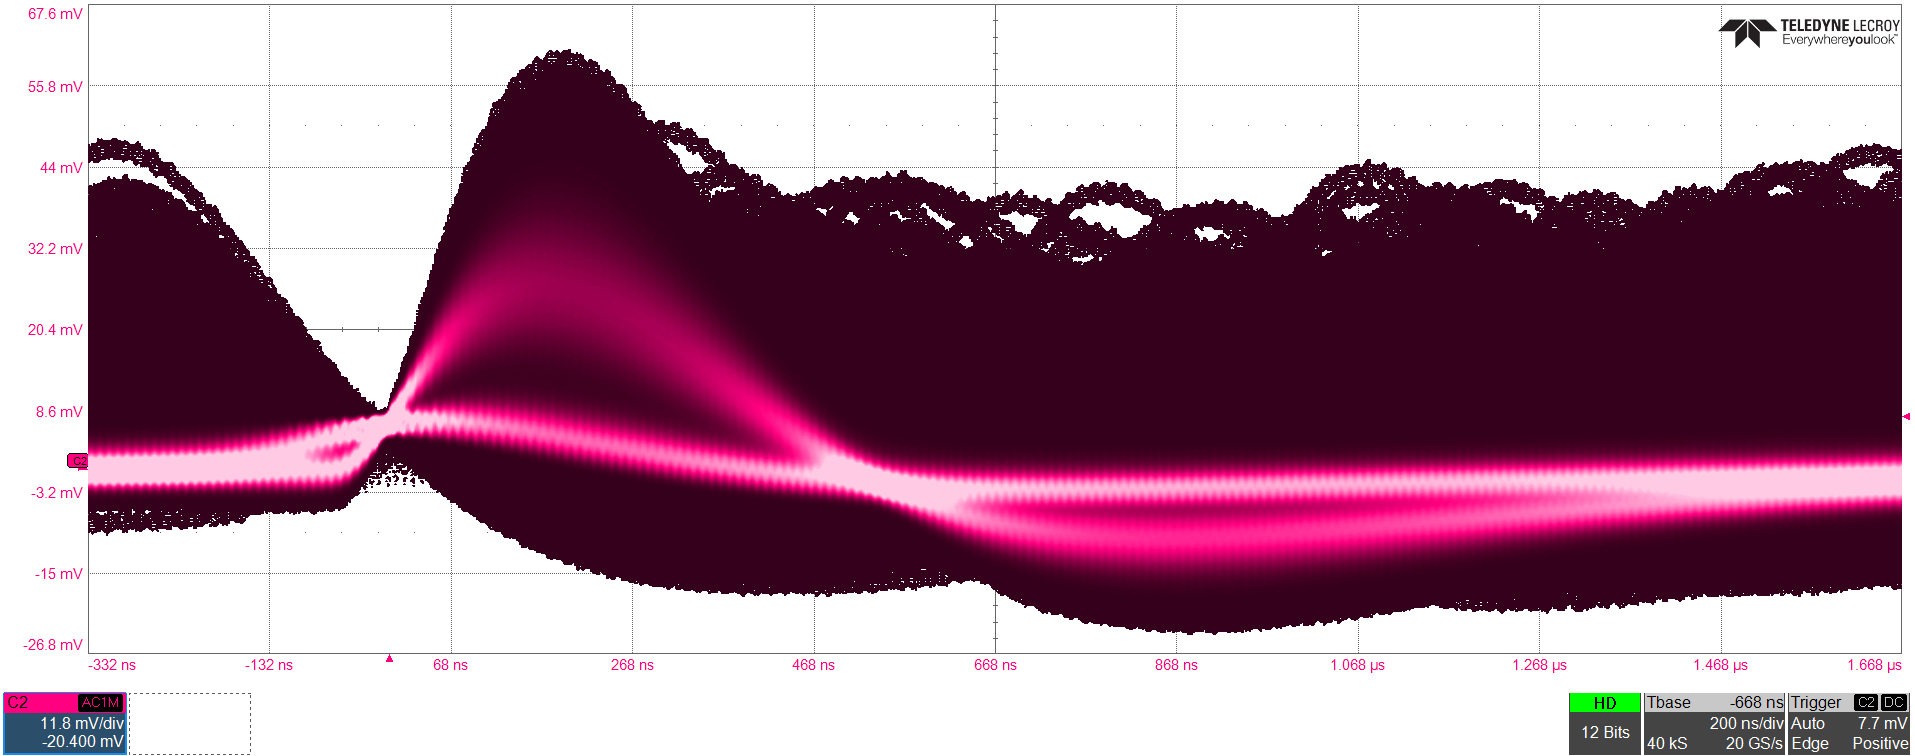 67.6 mV
TELEDYNE LECROY
Everywhereyoulook™
55.8 mV
44 mV
32.2 mV
20.4 mV
8.6 mV
C2
-3.2 mV
-15 mV
-26.8 mV
-332 ns -132 ns 68 ns 268 ns 468 ns 668 ns 868 ns 1.068 µs 1.268 µs 1.468 µs 1.668 µs
C2 AC1M
11.8 mV/div
-20.400 mV
HD
12 Bits
Tbase -668 ns
200 ns/div
40 kS 20 GS/s
Trigger C2 DC
Auto 7.7 mV
Edge Positive